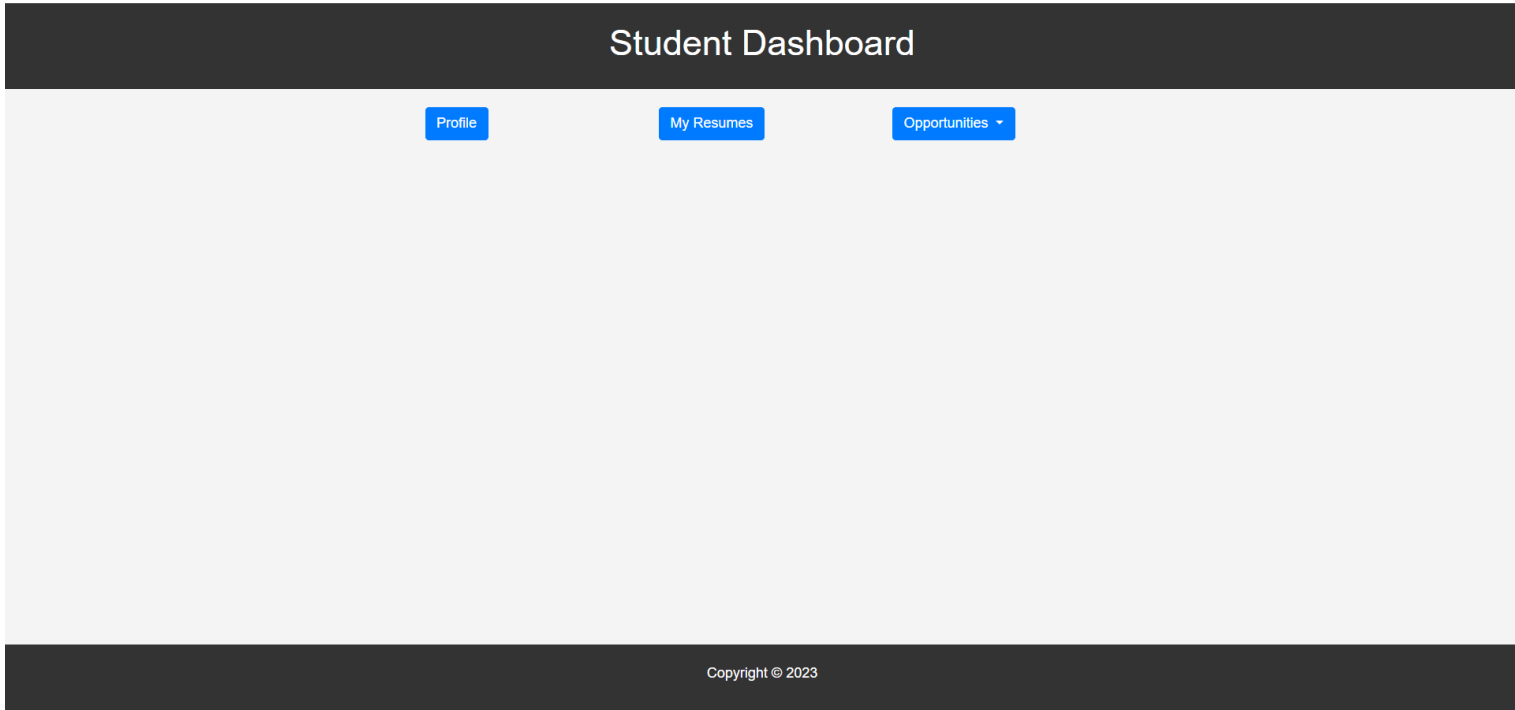 Student Dashboard
Profile
My Resumes
Opportunities
Copyright © 2023